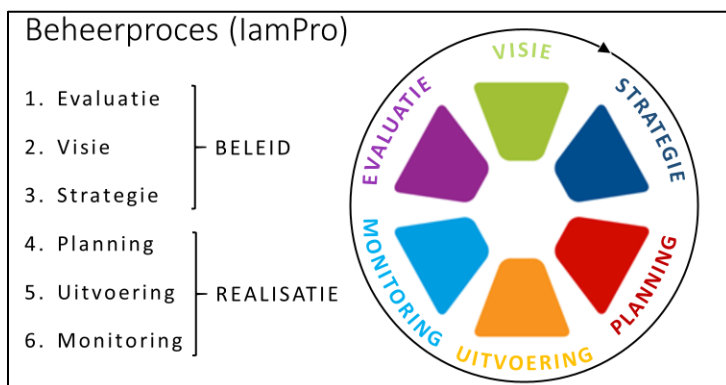 Beheerproces (IamPro)
1. Evaluatie
2. Visie
3. Strategie
BELEID
4. Planning
5. Uitvoering
6. Monitoring
REALISATIE
VISIE
STRATEGIE
PLANNING
UITVOERING
MONITORING
EVALUATIE